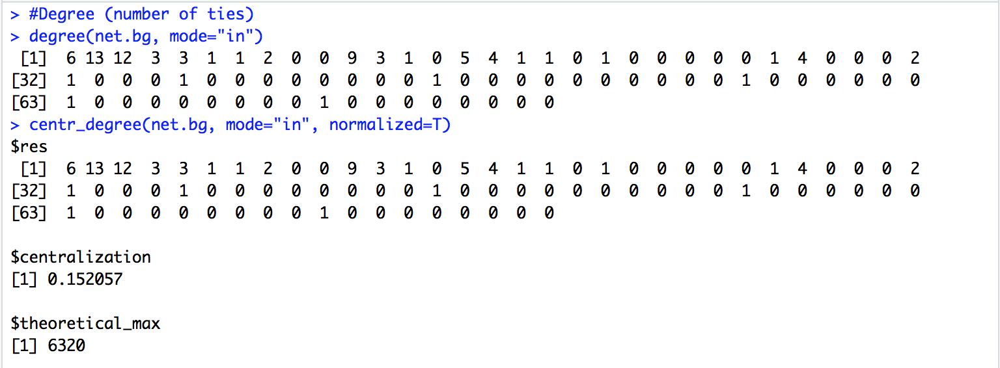 > #Degree (number of ties)
> degree(net.bg, mode="in")
 [1]  6 13 12  3  3  1  1  2  0  0  9  3  1  0  5  4  1  1  0  1  0  0  0  0  0  1  4  0  0  0  2
[32]  1  0  0  0  1  0  0  0  0  0  0  0  0  1  0  0  0  0  0  0  0  0  0  0  1  0  0  0  0  0  0
[63]  1  0  0  0  0  0  0  0  0  1  0  0  0  0  0  0  0  0
> centr_degree(net.bg, mode="in", normalized=T)
$res
 [1]  6 13 12  3  3  1  1  2  0  0  9  3  1  0  5  4  1  1  0  1  0  0  0  0  0  1  4  0  0  0  2
[32]  1  0  0  0  1  0  0  0  0  0  0  0  0  1  0  0  0  0  0  0  0  0  0  0  1  0  0  0  0  0  0
[63]  1  0  0  0  0  0  0  0  0  1  0  0  0  0  0  0  0  0
$centralization
[1] 0.152057
$theoretical_max
[1] 6320